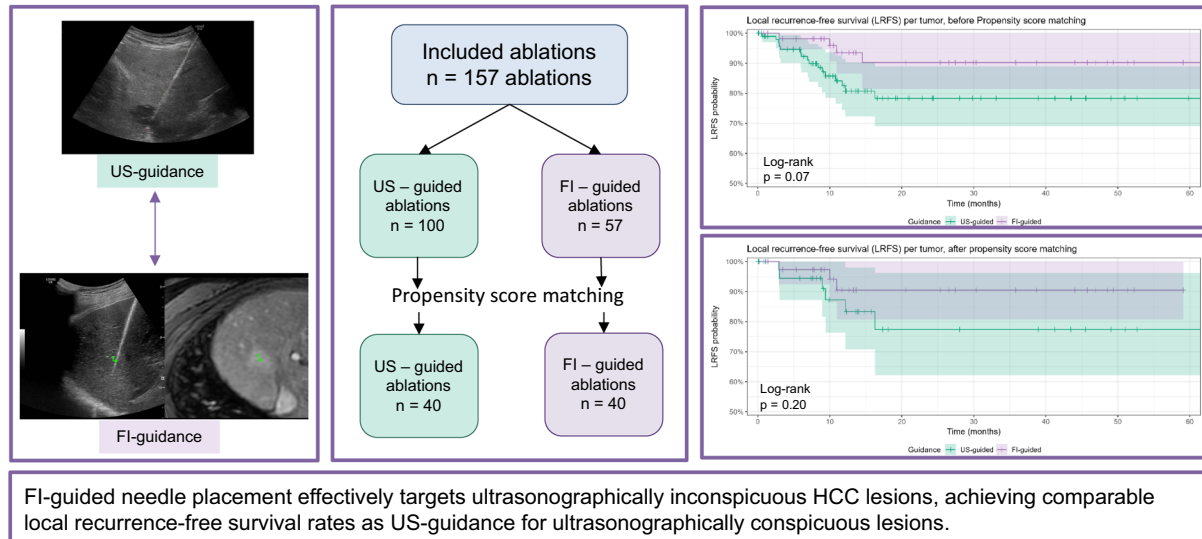 US-guidance
FI-guidance
Included ablations
n = 157 ablations
US – guided
ablations
n = 100
FI – guided
ablations
n = 57
Propensity score matching
US – guided
ablations
n = 40
FI – guided
ablations
n = 40
Local recurrence-free survival (LRFS) per tumor, before Propensity score matching
LRFS probability
100%
90%
80%
70%
60%
50%
Log-rank
p = 0.07
0 10 20 30 40 50 60
Time (months)
Guidance US-guided FI-guided
Local recurrence-free survival (LRFS) per tumor, after propensity score matching
LRFS probability
100%
90%
80%
70%
60%
50%
Log-rank
p = 0.20
0 10 20 30 40 50 60
Time (months)
Guidance US-guided FI-guided
FI-guided needle placement effectively targets ultrasonographically inconspicuous HCC lesions, achieving comparable
local recurrence-free survival rates as US-guidance for ultrasonographically conspicuous lesions.